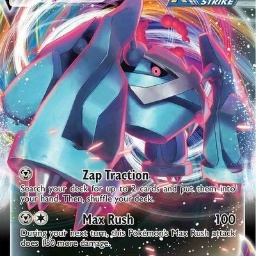 STRIKE
Zap Traction
Search your deck for up to 2 cards and put them into
your hand. Then, shuffle your deck.
Max Rush 100
During your next turn, this Pokémon's Max Rush attack
does 150 more damage.